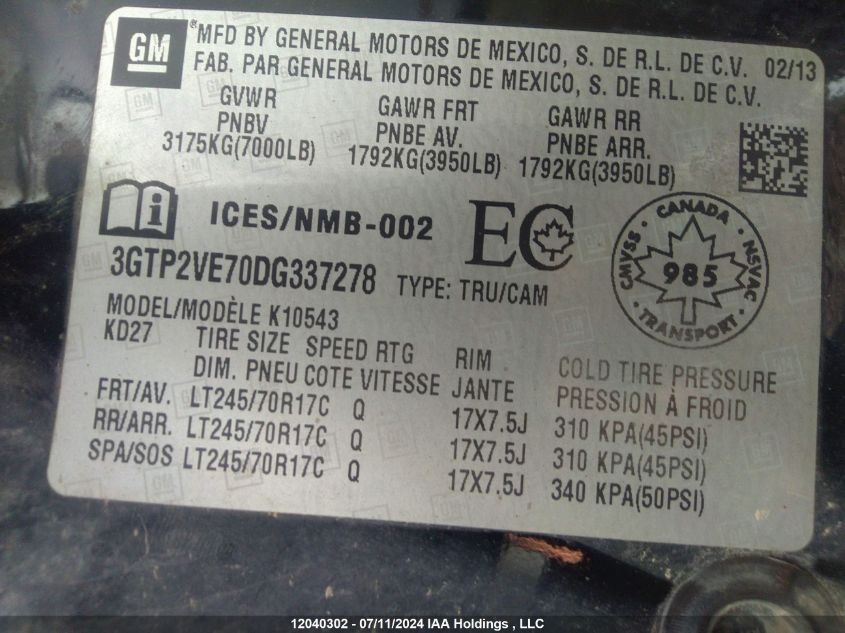 GM
*MFD BY GENERAL MOTORS DE MEXICO, S. DE R.L. DE C.V. 02/13
FAB. PAR GENERAL MOTORS DE MEXICO, S. DE R.L. DE C.V.
GVWR GAWR FRT GAWR RR
PNBV PNBE AV. PNBE ARR.
3175KG(7000LB) 1792KG(3950LB) 1792KG(3950LB)
i ICES/NMB-002 EC
CANADA
CMVSS 985 NSVAC
TRANSPORT
3GTP2VE70DG337278 TYPE: TRU/CAM
MODEL/MODÈLE K10543
KD27 TIRE SIZE SPEED RTG RIM COLD TIRE PRESSURE
DIM. PNEU COTE VITESSE JANTE PRESSION À FROID
FRT/AV. LT245/70R17C Q 17X7.5J 310 KPA(45PSI)
RR/ARR. LT245/70R17C Q 17X7.5J 310 KPA(45PSI)
SPA/SOS LT245/70R17C Q 17X7.5J 340 KPA(50PSI)
12040302 - 07/11/2024 IAA Holdings , LLC